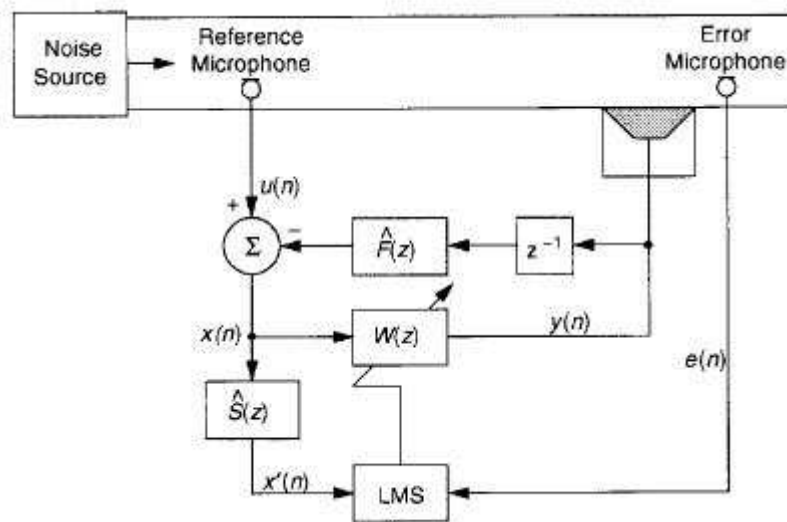 Noise
Source
Reference
Microphone
Error
Microphone
u(n)
+
−
Σ
F̂(z)
z⁻¹
x(n)
W(z)
y(n)
e(n)
Ŝ(z)
x'(n)
LMS